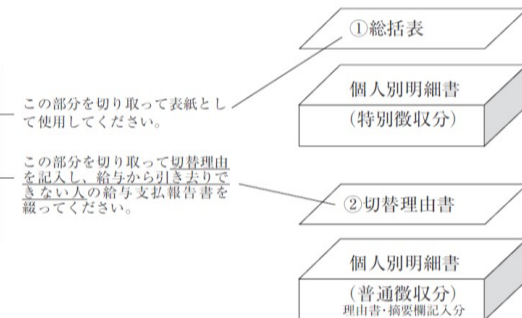 ①総括表
個人別明細書
(特別徴収分)
この部分を切り取って表紙とし
て使用してください。
この部分を切り取って切替理由
を記入し、給与から引き去りで
きない人の給与支払報告書を
綴ってください。
②切替理由書
個人別明細書
(普通徴収分)
理由書・摘要欄記入分